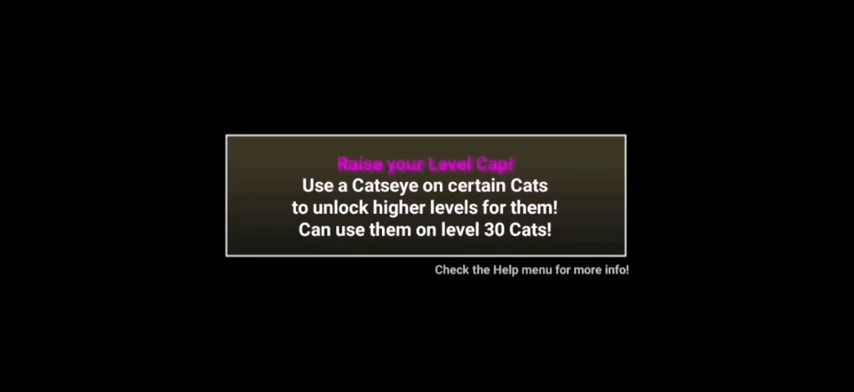 Raise your Level Cap!
Use a Catseye on certain Cats
to unlock higher levels for them!
Can use them on level 30 Cats!
Check the Help menu for more info!